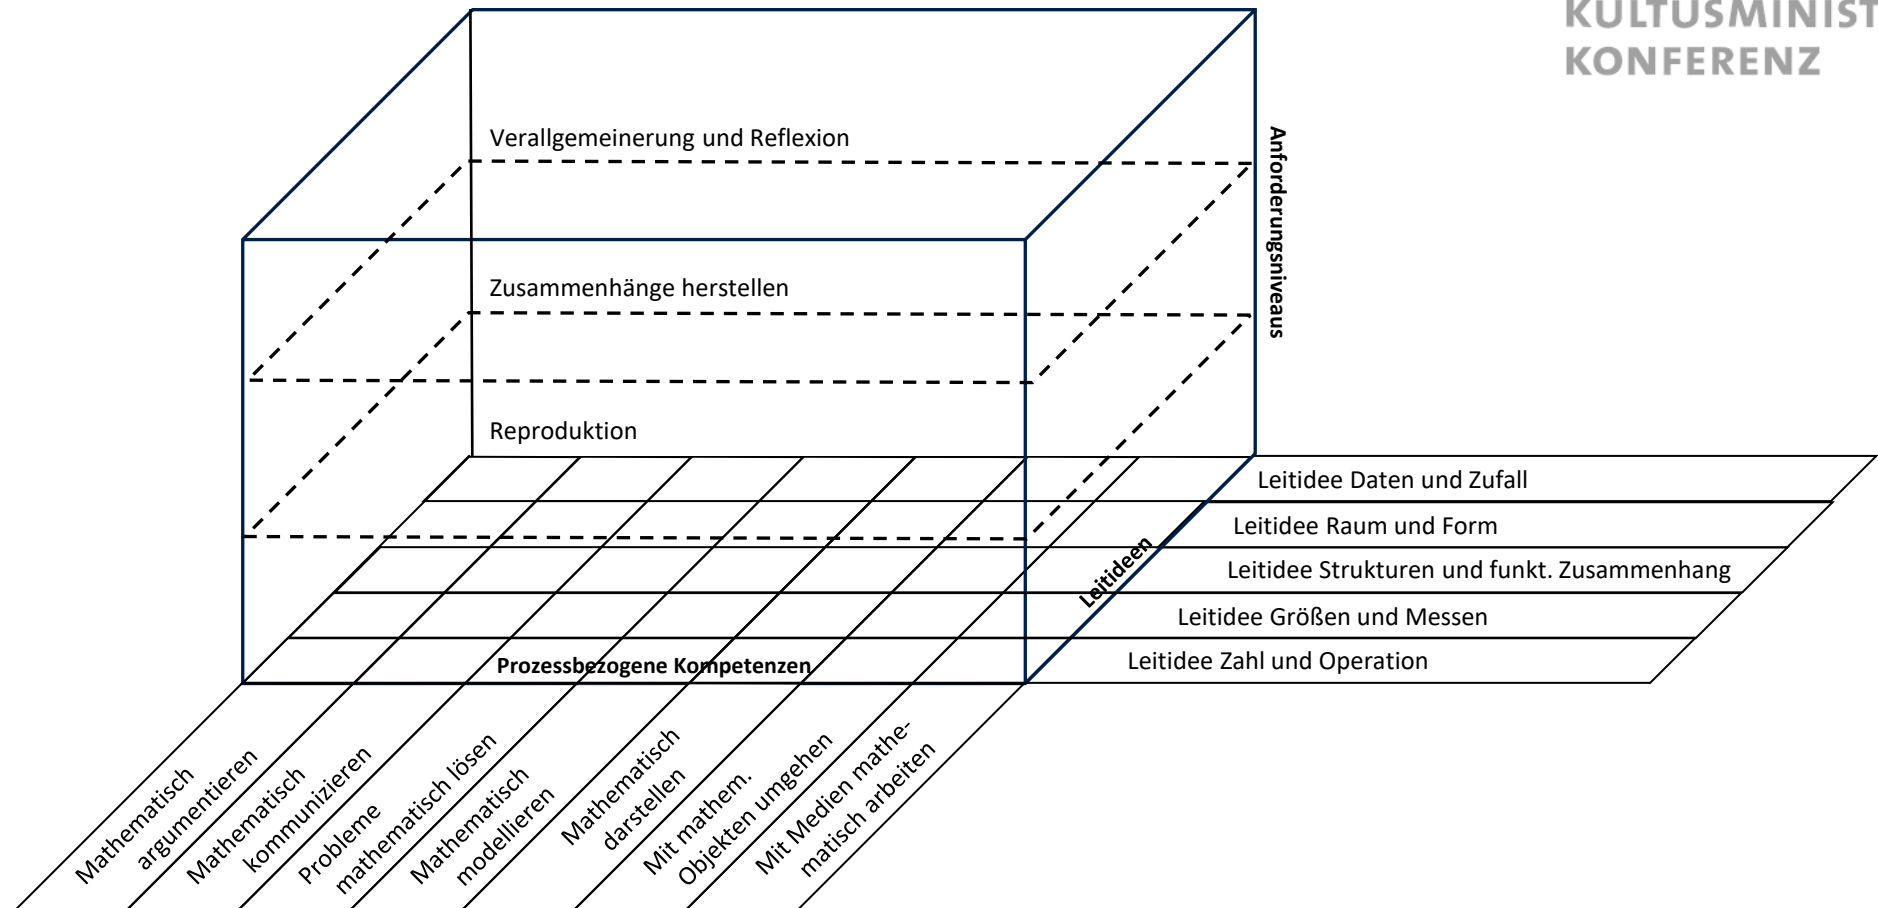 KULTUSMINIST
KONFERENZ
Verallgemeinerung und Reflexion
Anforderungsniveaus
Zusammenhänge herstellen
Reproduktion
Leitidee Daten und Zufall
Leitidee Raum und Form
Leitideen
Leitidee Strukturen und funkt. Zusammenhang
Leitidee Größen und Messen
Leitidee Zahl und Operation
Prozessbezogene Kompetenzen
Mathematisch
argumentieren
Mathematisch
kommunizieren
Probleme
mathematisch lösen
Mathematisch
modellieren
Mathematisch
darstellen
Mit mathem.
Objekten umgehen
Mit Medien mathe-
matisch arbeiten